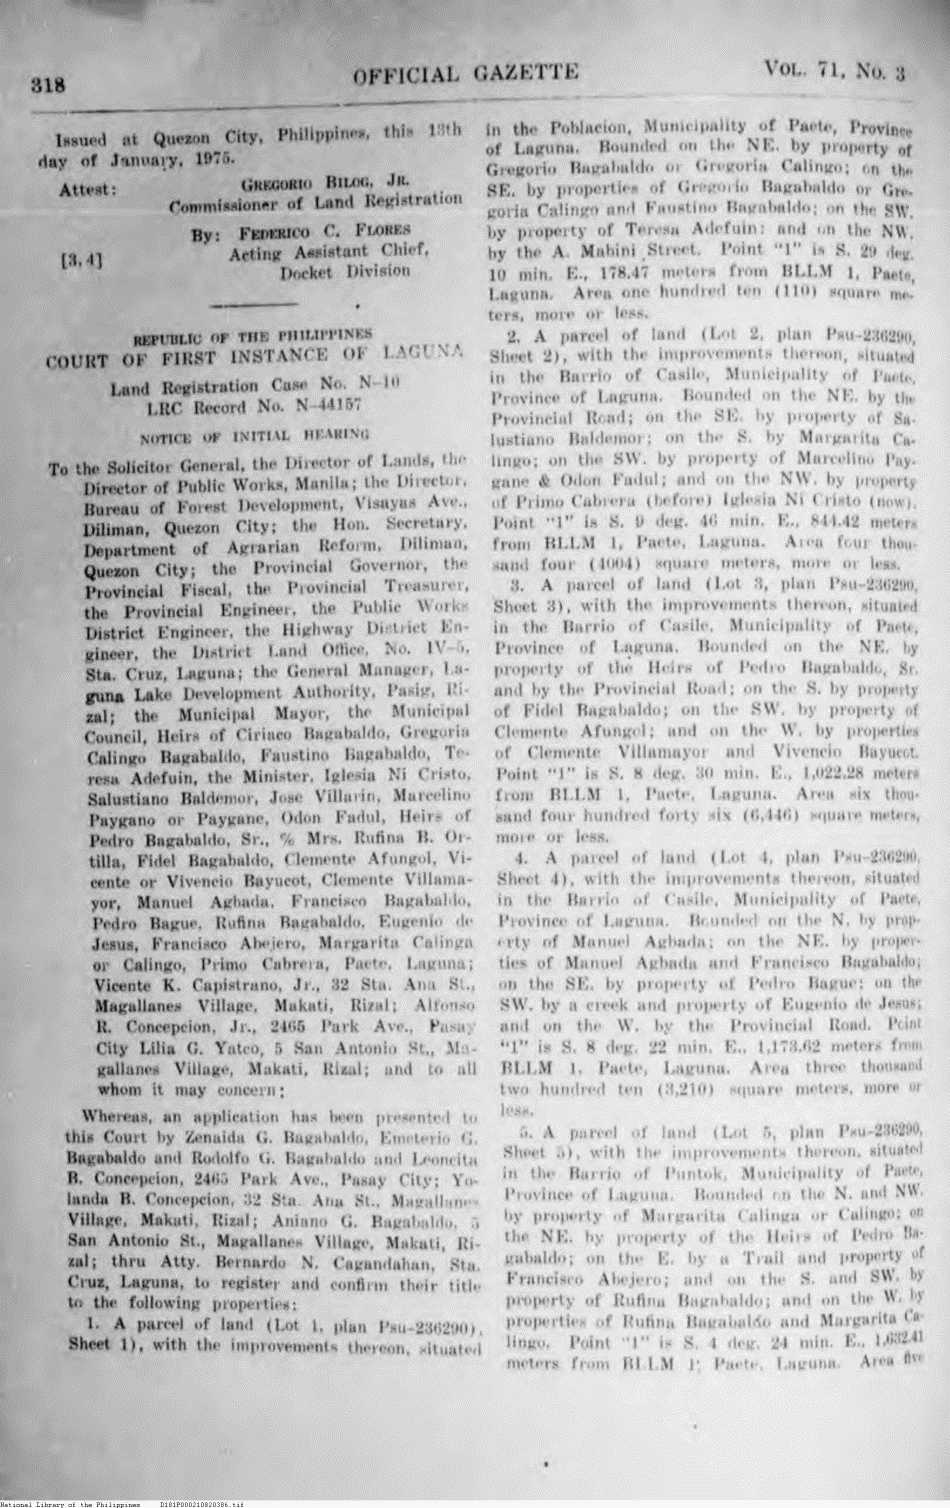 318
OFFICIAL GAZETTE
VOL. 71, No. 3
Issued at Quezon City, Philippines, this 13th
day of January, 1975.
Attest:
GREGORIO BILOG, JR.
Commissioner of Land Registration
By: FEDERICO C. FLORES
Acting Assistant Chief,
[3, 4]
Docket Division
REPUBLIC OF THE PHILIPPINES
COURT OF FIRST INSTANCE OF LAGUNA
Land Registration Case No. N-10
LRC Record No. N-44157
NOTICE OF INITIAL HEARING
To the Solicitor General, the Director of Lands, the
Director of Public Works, Manila; the Director,
Bureau of Forest Development, Visayas Ave.,
Diliman, Quezon City; the Hon. Secretary,
Department of Agrarian Reform, Diliman,
Quezon City; the Provincial Governor, the
Provincial Fiscal, the Provincial Treasurer,
the Provincial Engineer, the Public Works
District Engineer, the Highway District En-
gineer, the District Land Office, No. IV-5,
Sta. Cruz, Laguna; the General Manager, La-
guna Lake Development Authority, Pasig, Ri-
zal; the Municipal Mayor, the Municipal
Council, Heirs of Ciriaco Bagabaldo, Gregoria
Calingo Bagabaldo, Faustino Bagabaldo, Te-
resa Adefuin, the Minister, Iglesia Ni Cristo,
Salustiano Baldemor, Jose Villarin, Marcelino
Paygano or Paygane, Odon Fadul, Heirs of
Pedro Bagabaldo, Sr., % Mrs. Rufina B. Or-
tilla, Fidel Bagabaldo, Clemente Afungol, Vi-
cente or Vivencio Bayucot, Clemente Villama-
yor, Manuel Agbada, Francisco Bagabaldo,
Pedro Bague, Rufina Bagabaldo, Eugenio de
Jesus, Francisco Abejero, Margarita Calinga
or Calingo, Primo Cabrera, Paete, Laguna;
Vicente K. Capistrano, Jr., 32 Sta. Ana St.,
Magallanes Village, Makati, Rizal; Alfonso
R. Concepcion, Jr., 2465 Park Ave., Pasay
City Lilia G. Yatco, 5 San Antonio St., Ma-
gallanes Village, Makati, Rizal; and to all
whom it may concern:
Whereas, an application has been presented to
this Court by Zenaida G. Bagabaldo, Emeterio G.
Bagabaldo and Rodolfo G. Bagabaldo and Leoncita
B. Concepcion, 2465 Park Ave., Pasay City; Yo-
landa B. Concepcion, 32 Sta. Ana St., Magallanes
Village, Makati, Rizal; Aniano G. Bagabaldo, 5
San Antonio St., Magallanes Village, Makati, Ri-
zal; thru Atty. Bernardo N. Cagandahan, Sta.
Cruz, Laguna, to register and confirm their title
to the following properties:
1. A parcel of land (Lot 1, plan Psu-236290),
Sheet 1), with the improvements thereon, situated
in the Poblacion, Municipality of Paete, Province
of Laguna. Bounded on the NE. by property of
Gregorio Bagabaldo or Gregoria Calingo; on the
SE. by properties of Gregorio Bagabaldo or Gre-
goria Calingo and Faustino Bagabaldo; on the SW.
by property of Teresa Adefuin; and on the NW.
by the A. Mabini Street. Point "1" is S. 29 deg.
10 min. E., 178.47 meters from BLLM 1, Paete,
Laguna. Area one hundred ten (110) square me-
ters, more or less.
2. A parcel of land (Lot 2, plan Psu-236290,
Sheet 2), with the improvements thereon, situated
in the Barrio of Casile, Municipality of Paete,
Province of Laguna. Bounded on the NE. by the
Provincial Road; on the SE. by property of Sa-
lustiano Baldemor; on the S. by Margarita Ca-
lingo; on the SW. by property of Marcelino Pay-
gane & Odon Fadul; and on the NW. by property
of Primo Cabrera (before) Iglesia Ni Cristo (now).
Point "1" is S. 9 deg. 46 min. E., 844.42 meters
from BLLM 1, Paete, Laguna. Area four thou-
sand four (4004) square meters, more or less.
3. A parcel of land (Lot 3, plan Psu-236290,
Sheet 3), with the improvements thereon, situated
in the Barrio of Casile, Municipality of Paete,
Province of Laguna. Bounded on the NE. by
property of the Heirs of Pedro Bagabaldo, Sr.
and by the Provincial Road; on the S. by property
of Fidel Bagabaldo; on the SW. by property of
Clemente Afungol; and on the W. by properties
of Clemente Villamayor and Vivencio Bayucot.
Point "1" is S. 8 deg. 30 min. E., 1,022.28 meters
from BLLM 1, Paete, Laguna. Area six thou-
sand four hundred forty six (6,446) square meters,
more or less.
4. A parcel of land (Lot 4, plan Psu-236290,
Sheet 4), with the improvements thereon, situated
in the Barrio of Casile, Municipality of Paete,
Province of Laguna. Bounded on the N. by prop-
erty of Manuel Agbada; on the NE. by proper-
ties of Manuel Agbada and Francisco Bagabaldo;
on the SE. by property of Pedro Bague; on the
SW. by a creek and property of Eugenio de Jesus;
and on the W. by the Provincial Road. Point
"1" is S. 8 deg. 22 min. E., 1,173.62 meters from
BLLM 1, Paete, Laguna. Area three thousand
two hundred ten (3,210) square meters, more or
less.
5. A parcel of land (Lot 5, plan Psu-236290,
Sheet 5), with the improvements thereon, situated
in the Barrio of Puntok, Municipality of Paete,
Province of Laguna. Bounded on the N. and NW.
by property of Margarita Calinga or Calingo; on
the NE. by property of the Heirs of Pedro Ba-
gabaldo; on the E. by a Trail and property of
Francisco Abejero; and on the S. and SW. by
property of Rufina Bagabaldo; and on the W. by
properties of Rufina Bagabaldo and Margarita Ca-
lingo. Point "1" is S. 4 deg. 24 min. E., 1,632.41
meters from BLLM 1, Paete, Laguna. Area five
National Library of the Philippines D101P000210820386.tif